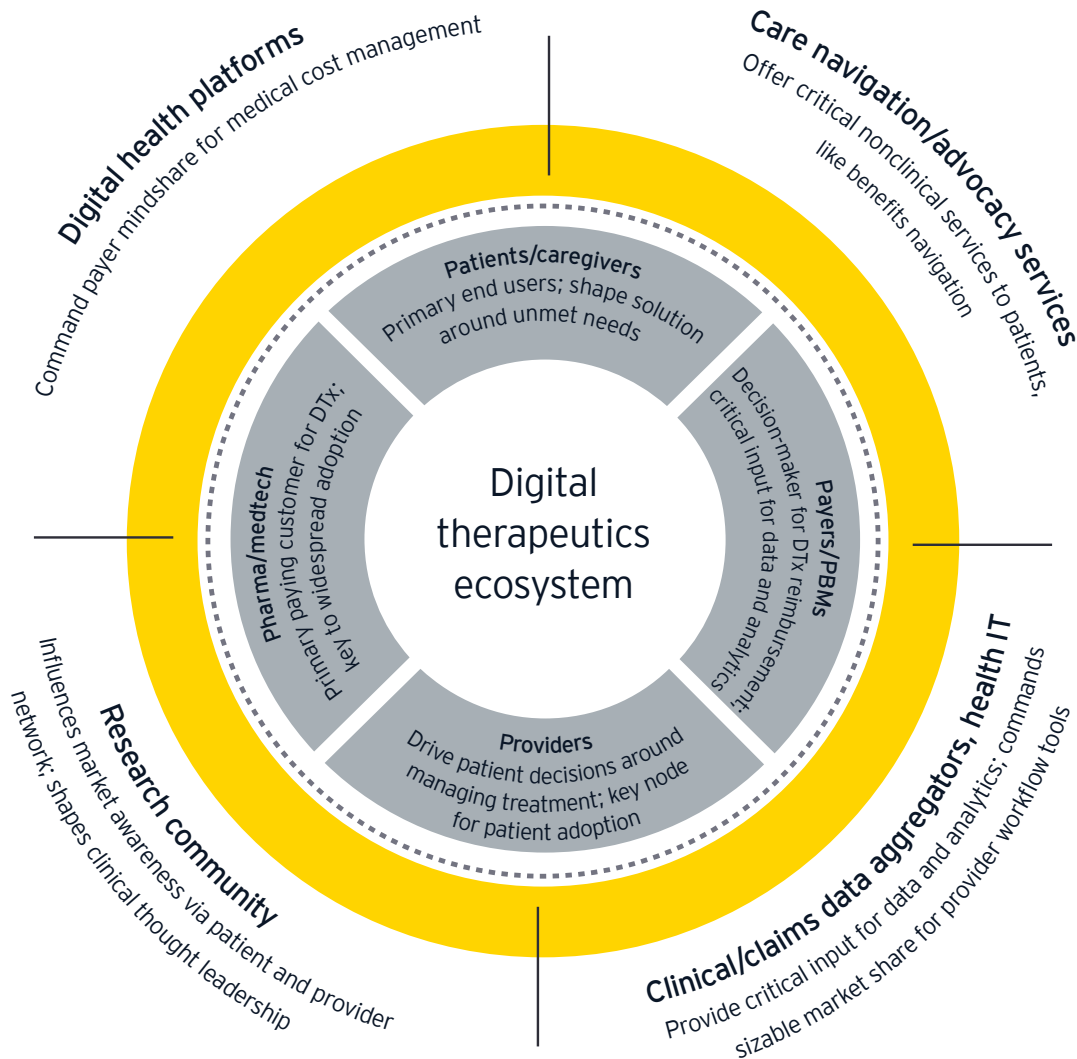 Digital health platforms
Command payer mindshare for medical cost management
Care navigation/advocacy services
Offer critical nonclinical services to patients,
like benefits navigation
Patients/caregivers
Primary end users; shape solution
around unmet needs
Pharma/medtech
Primary paying customer for DTx;
key to widespread adoption
Digital
therapeutics
ecosystem
Payers/PBMs
Decision-maker for DTx reimbursement;
critical input for data and analytics
Providers
Drive patient decisions around
managing treatment; key node
for patient adoption
Research community
Influences market awareness via patient and provider
network; shapes clinical thought leadership
Clinical/claims data aggregators, health IT
Provide critical input for data and analytics; commands
sizable market share for provider workflow tools